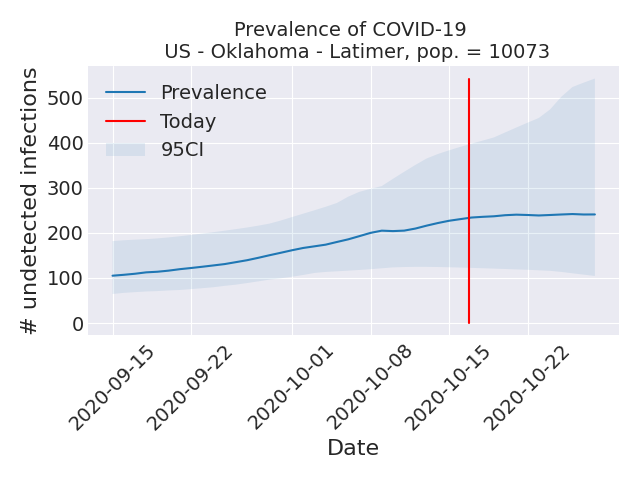 Prevalence of COVID-19
US - Oklahoma - Latimer, pop. = 10073
# undetected infections
500
400
300
200
100
0
Prevalence
Today
95CI
2020-09-15
2020-09-22
2020-10-01
2020-10-08
2020-10-15
2020-10-22
Date